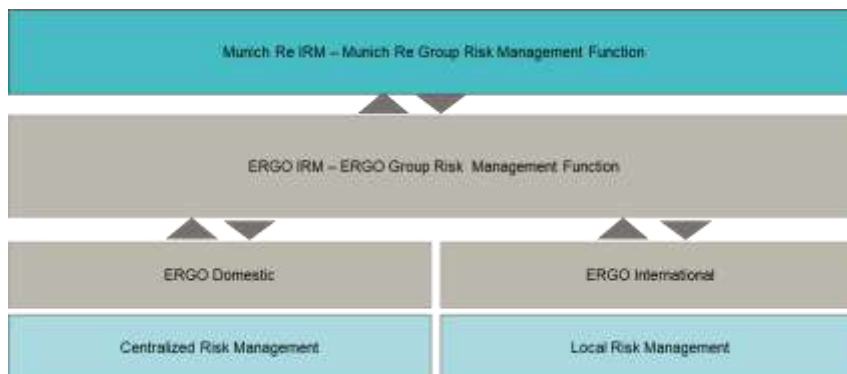 Munich Re IRM – Munich Re Group Risk Management Function
ERGO IRM – ERGO Group Risk Management Function
ERGO Domestic
ERGO International
Centralized Risk Management
Local Risk Management